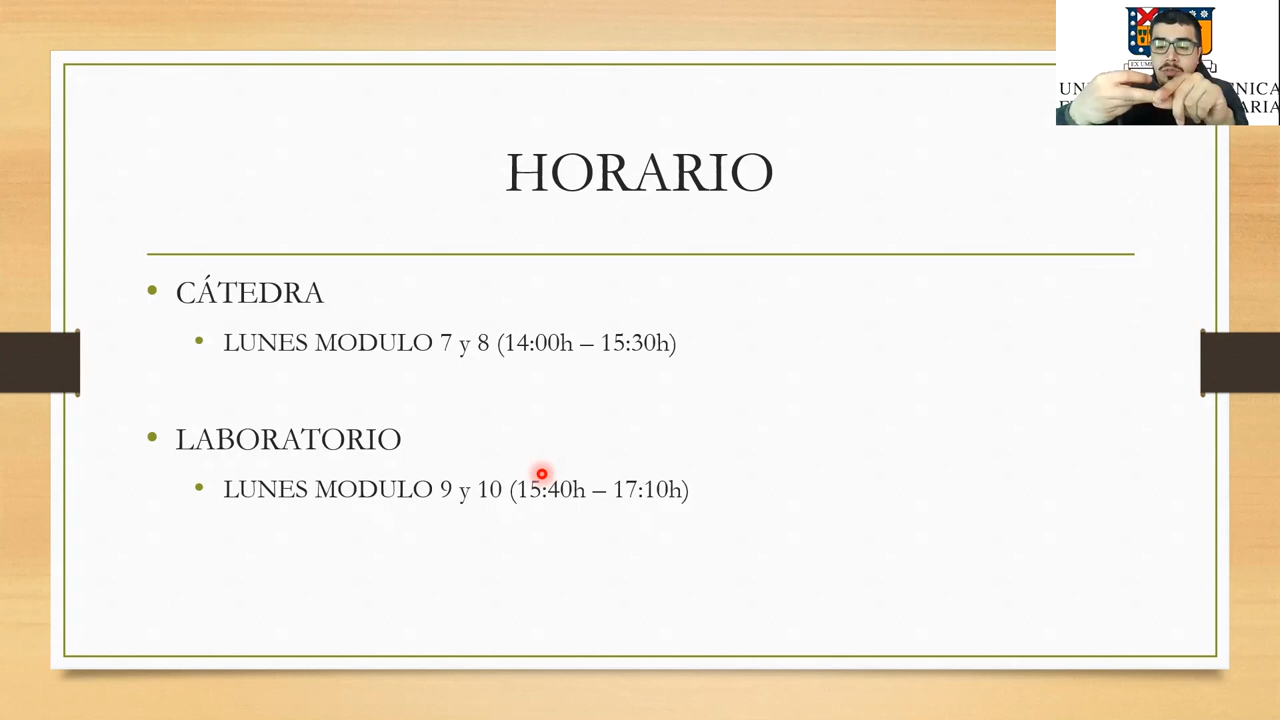 HORARIO
• CÁTEDRA
• LUNES MODULO 7 y 8 (14:00h – 15:30h)
• LABORATORIO
• LUNES MODULO 9 y 10 (15:40h – 17:10h)